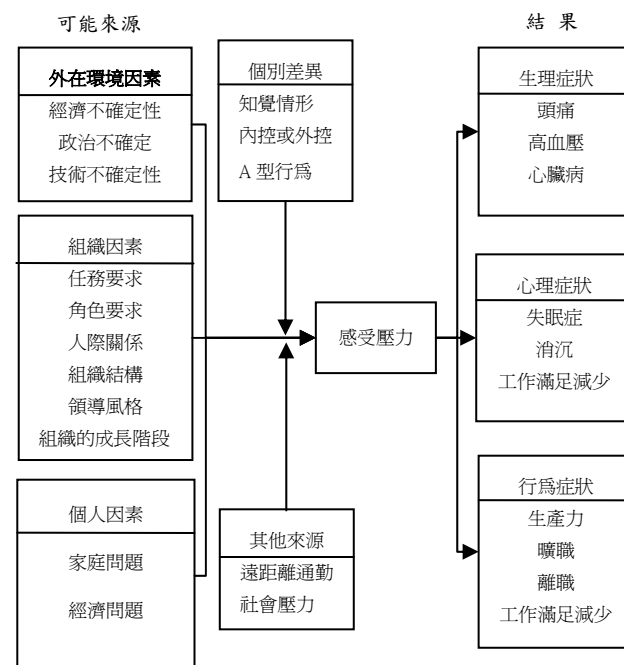 可能來源
結 果
外在環境因素
經濟不確定性
政治不確定
技術不確定性
組織因素
任務要求
角色要求
人際關係
組織結構
領導風格
組織的成長階段
個人因素
家庭問題
經濟問題
個別差異
知覺情形
內控或外控
A 型行為
其他來源
遠距離通勤
社會壓力
感受壓力
生理症狀
頭痛
高血壓
心臟病
心理症狀
失眠症
消沉
工作滿足減少
行為症狀
生產力
曠職
離職
工作滿足減少